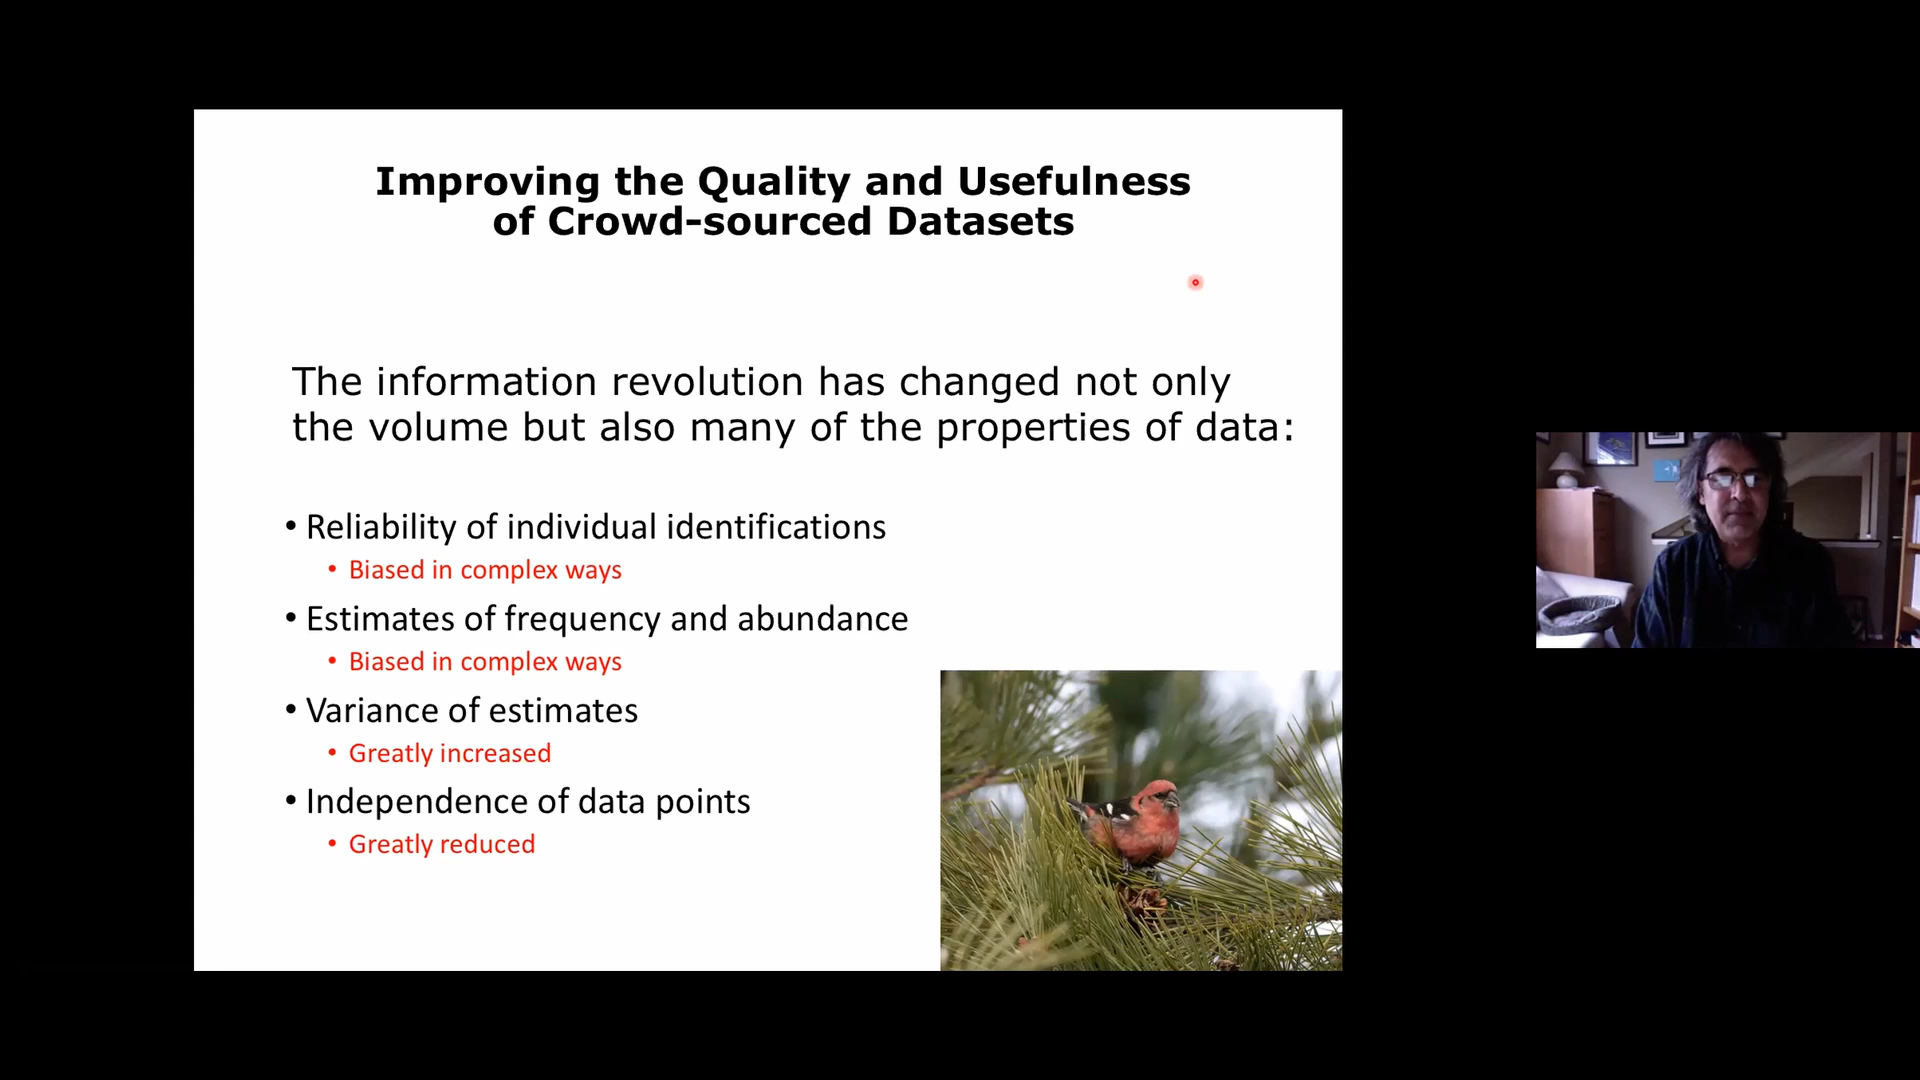 Improving the Quality and Usefulness
of Crowd-sourced Datasets
The information revolution has changed not only
the volume but also many of the properties of data:
• Reliability of individual identifications
• Biased in complex ways
• Estimates of frequency and abundance
• Biased in complex ways
• Variance of estimates
• Greatly increased
• Independence of data points
• Greatly reduced